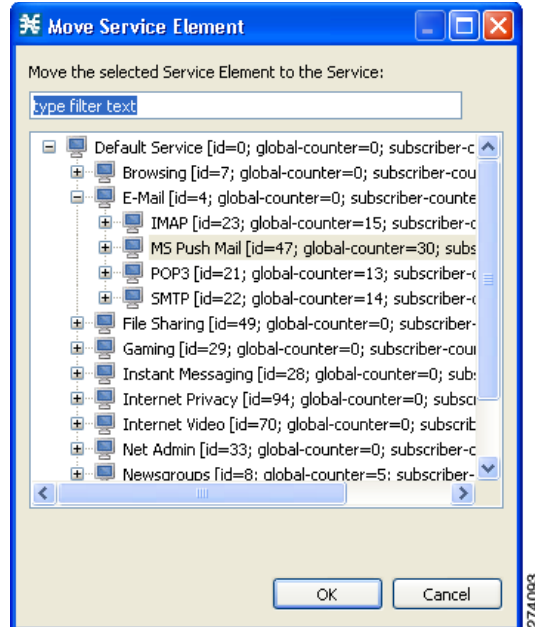 Move Service Element
Move the selected Service Element to the Service:
type filter text
Default Service [id=0; global-counter=0; subscriber-c
Browsing [id=7; global-counter=0; subscriber-cou
E-Mail [id=4; global-counter=0; subscriber-counte
IMAP [id=23; global-counter=15; subscriber-c
MS Push Mail [id=47; global-counter=30; subs
POP3 [id=21; global-counter=13; subscriber-c
SMTP [id=22; global-counter=14; subscriber-c
File Sharing [id=49; global-counter=0; subscriber-
Gaming [id=29; global-counter=0; subscriber-coun
Instant Messaging [id=28; global-counter=0; subs
Internet Privacy [id=94; global-counter=0; subscr
Internet Video [id=70; global-counter=0; subscrib
Net Admin [id=33; global-counter=0; subscriber-c
Newsgroups [id=8; global-counter=5; subscriber-
OK
Cancel
274093